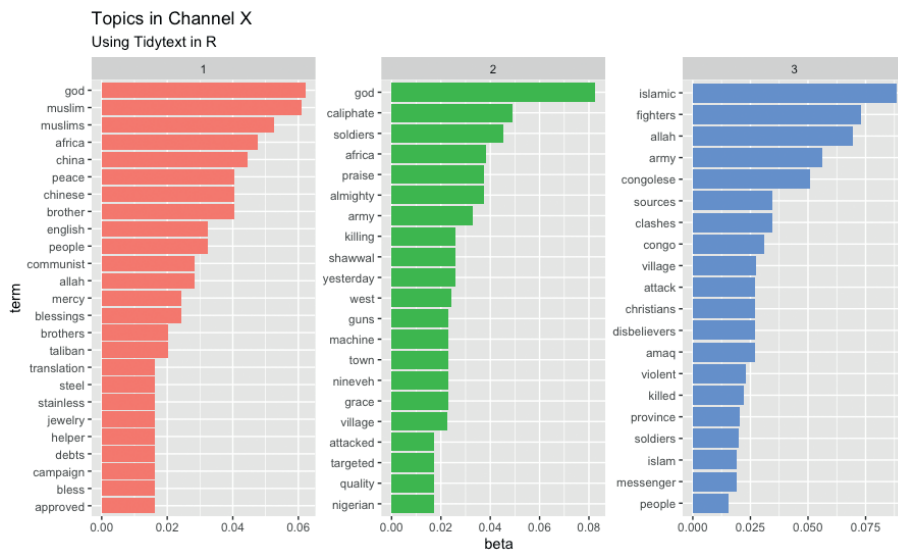 Topics in Channel X
Using Tidytext in R
1
god
muslim
muslims
africa
china
peace
chinese
brother
english
people
communist
allah
mercy
blessings
brothers
taliban
translation
steel
stainless
jewelry
helper
debts
campaign
bless
approved
0.00 0.02 0.04 0.06
2
god
caliphate
soldiers
africa
praise
almighty
army
killing
shawwal
yesterday
west
guns
machine
town
nineveh
grace
village
attacked
targeted
quality
nigerian
0.00 0.02 0.04 0.06 0.08
3
islamic
fighters
allah
army
congolese
sources
clashes
congo
village
attack
christians
disbelievers
amaq
violent
killed
province
soldiers
islam
messenger
people
0.000 0.025 0.050 0.075
term
beta